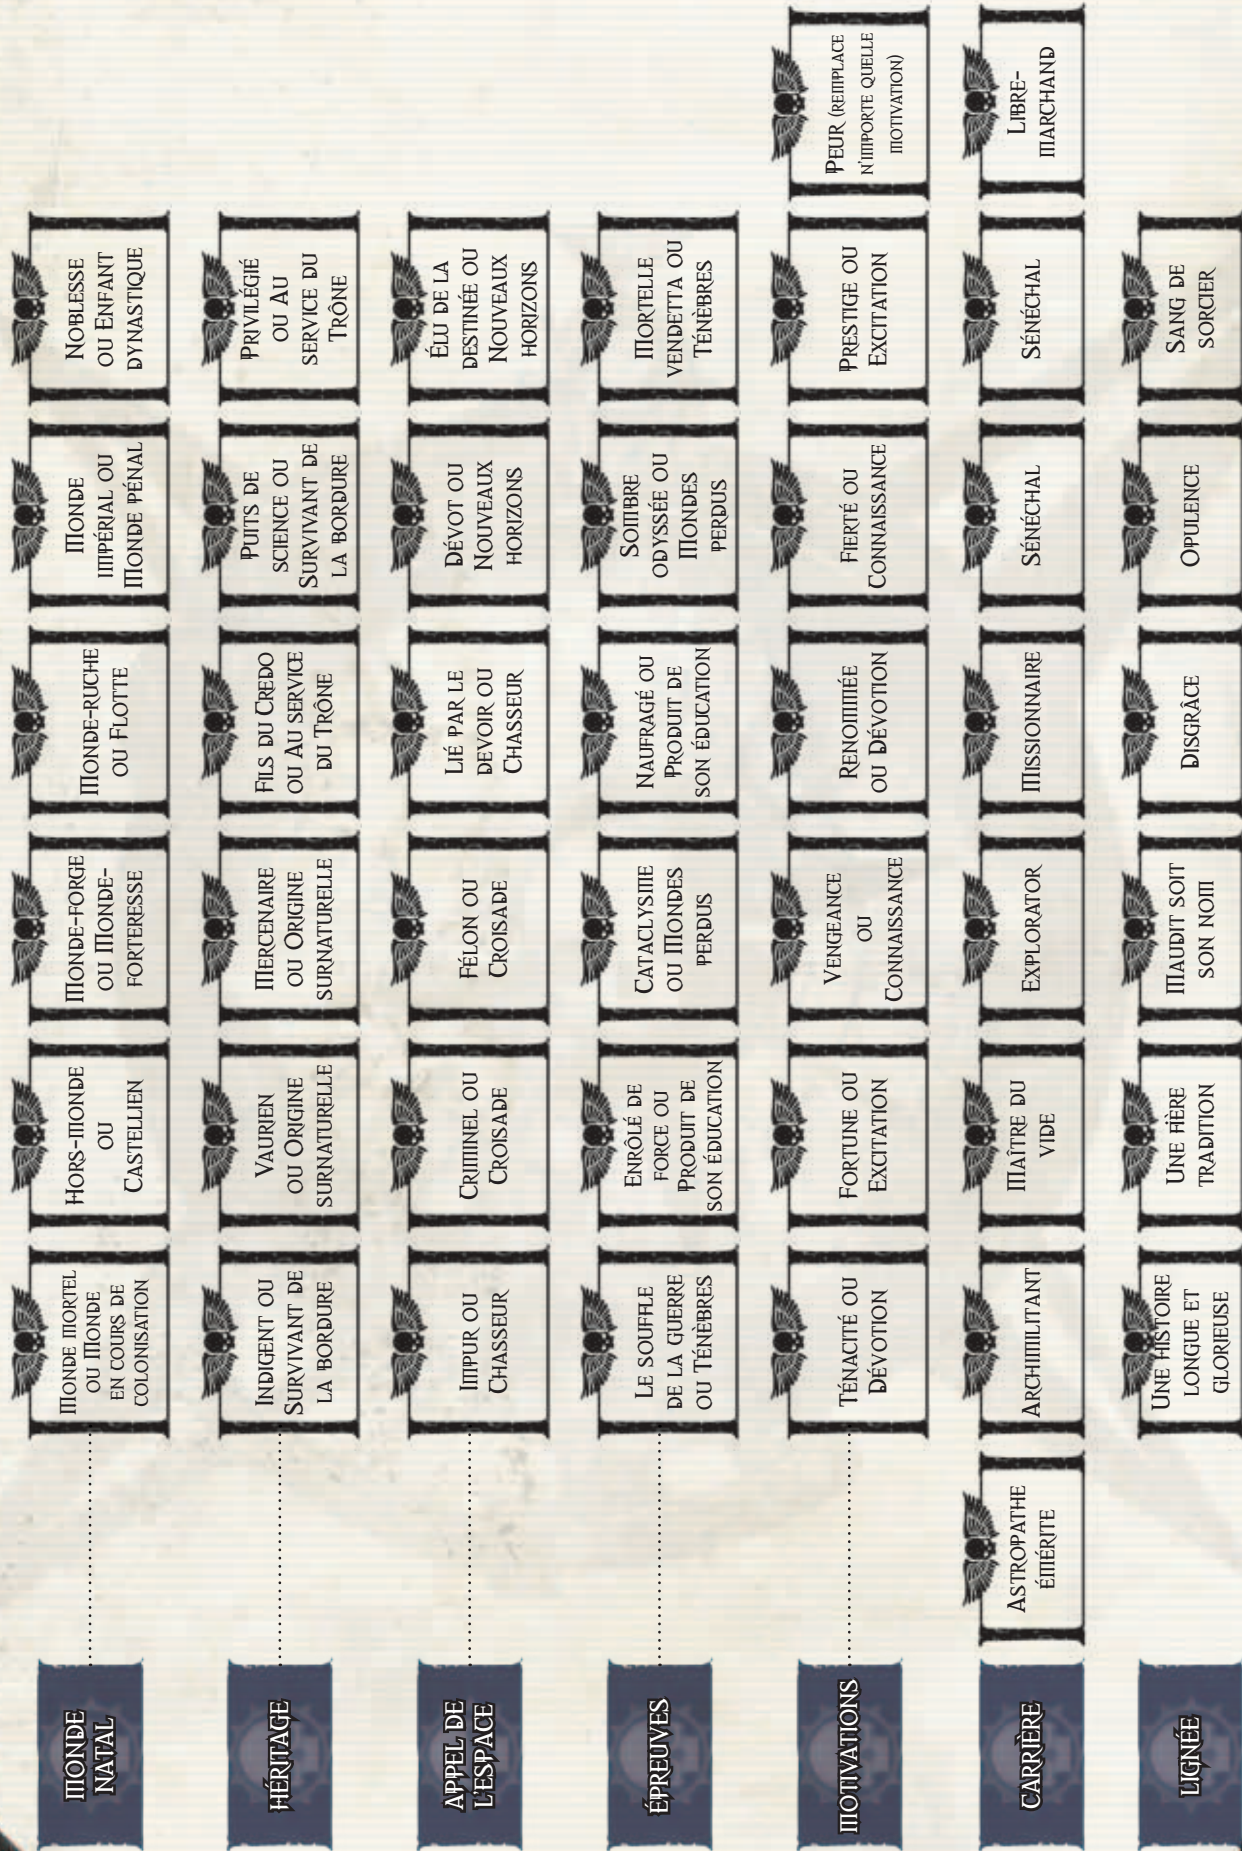 MONDE
NATAL
MONDE MORTEL
OU MONDE
EN COURS DE
COLONISATION
HORS-MONDE
OU
CASTELLIEN
MONDE-FORGE
OU MONDE-
FORTERESSE
MONDE-RUCHE
OU FLOTTE
MONDE
IMPÉRIAL OU
MONDE PÉNAL
NOBLESSE
OU ENFANT
DYNASTIQUE
HÉRITAGE
INDIGENT OU
SURVIVANT DE
LA BORDURE
VAURIEN
OU ORIGINE
SURNATURELLE
MERCENAIRE
OU ORIGINE
SURNATURELLE
FILS DU CREDO
OU AU SERVICE
DU TRÔNE
PUITS DE
SCIENCE OU
SURVIVANT DE
LA BORDURE
PRIVILÉGIÉ
OU AU
SERVICE DU
TRÔNE
APPEL DE
L'ESPACE
IMPUR OU
CHASSEUR
CRIMINEL OU
CROISADE
FÉLON OU
CROISADE
LIÉ PAR LE
DEVOIR OU
CHASSEUR
DÉVOT OU
NOUVEAUX
HORIZONS
ÉLU DE LA
DESTINÉE OU
NOUVEAUX
HORIZONS
ÉPREUVES
LE SOUFFLE
DE LA GUERRE
OU TÉNÈBRES
ENRÔLÉ DE
FORCE OU
PRODUIT DE
SON ÉDUCATION
CATACLYSME
OU MONDES
PERDUS
NAUFRAGÉ OU
PRODUIT DE
SON ÉDUCATION
SOMBRE
ODYSSÉE OU
MONDES
PERDUS
MORTELLE
VENDETTA OU
TÉNÈBRES
MOTIVATIONS
TÉNACITÉ OU
DÉVOTION
FORTUNE OU
EXCITATION
VENGEANCE
OU
CONNAISSANCE
RENOMMÉE
OU DÉVOTION
FIERTÉ OU
CONNAISSANCE
PRESTIGE OU
EXCITATION
PEUR (REMPLACE
N'IMPORTE QUELLE
MOTIVATION)
CARRIÈRE
ASTROPATHE
ÉMÉRITE
ARCHIMILITANT
MAÎTRE DU
VIDE
EXPLORATOR
MISSIONNAIRE
SÉNÉCHAL
SÉNÉCHAL
LIBRE-
MARCHAND
LIGNÉE
UNE HISTOIRE
LONGUE ET
GLORIEUSE
UNE FIÈRE
TRADITION
MAUDIT SOIT
SON NOM
DISGRÂCE
OPULENCE
SANG DE
SORCIER